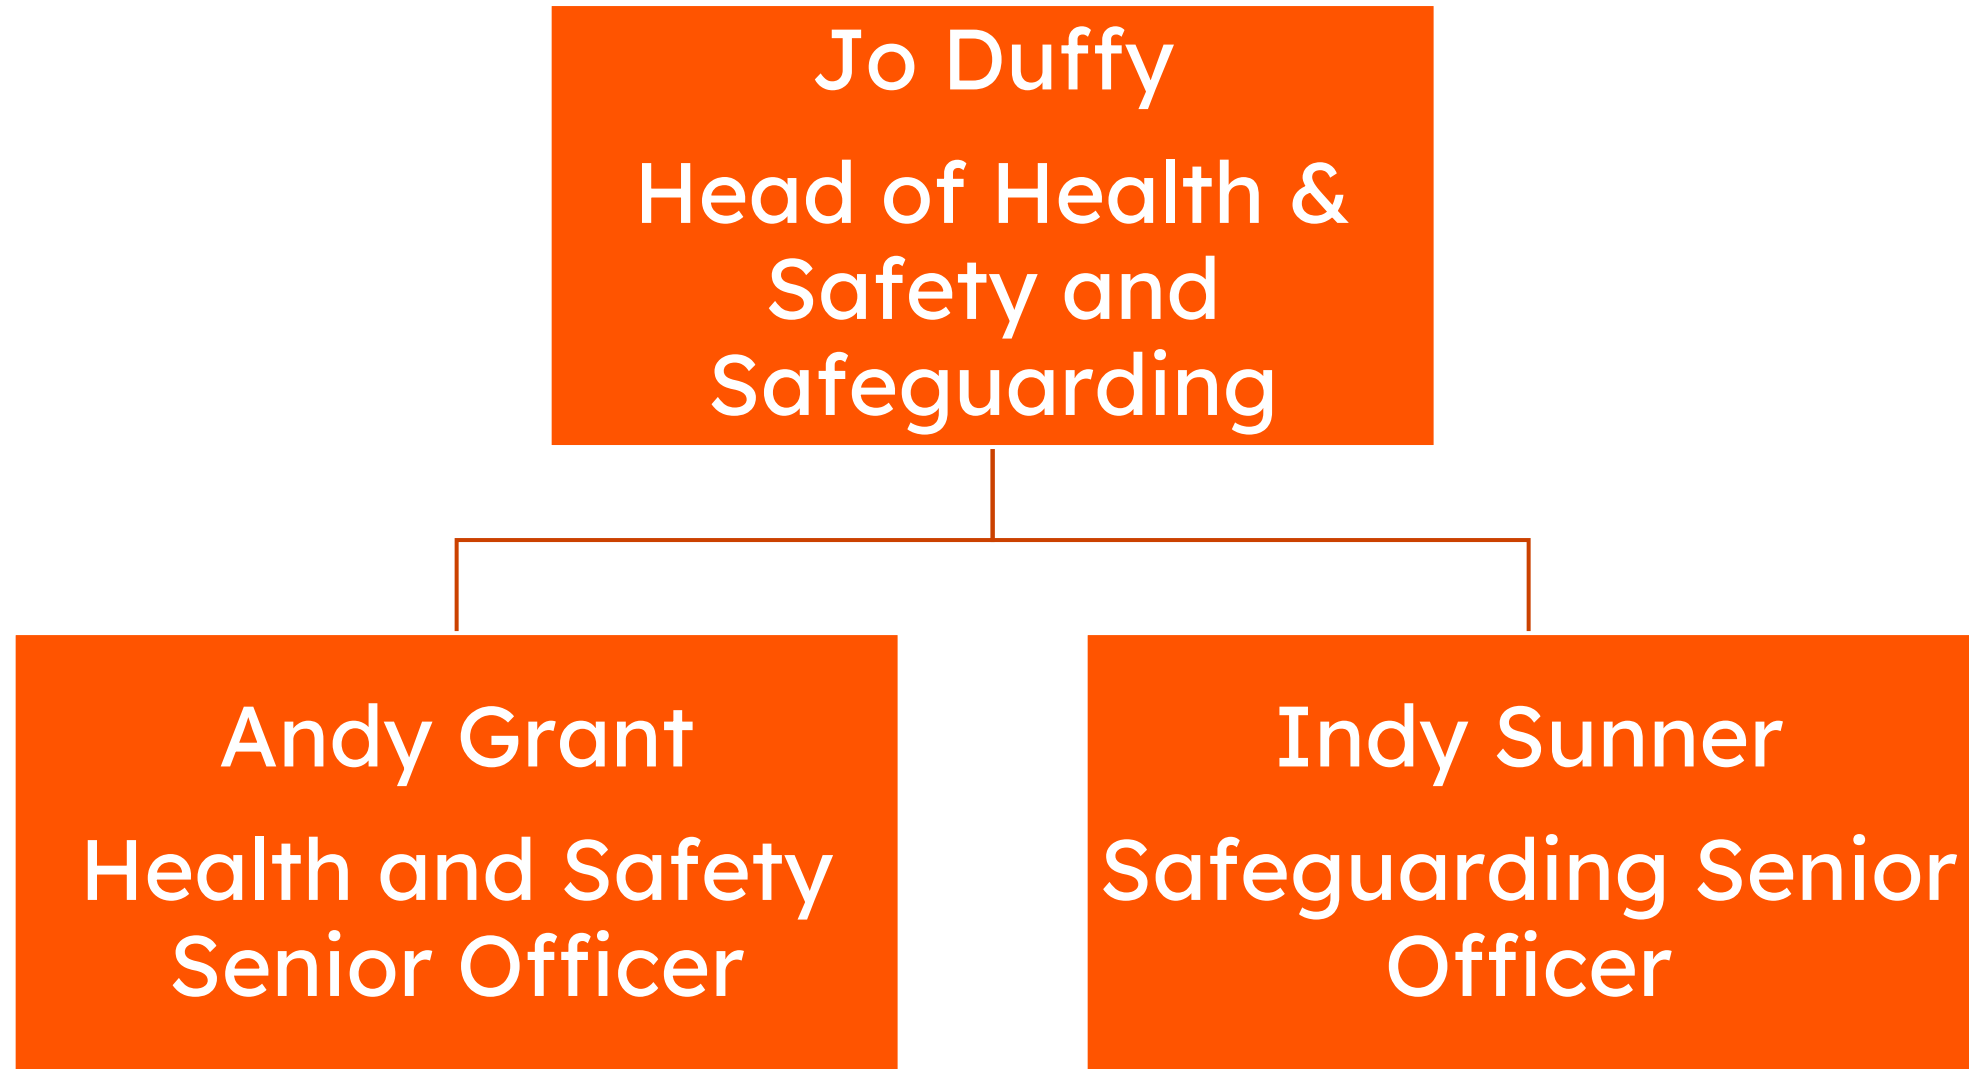 Jo Duffy
Head of Health &
Safety and
Safeguarding
Andy Grant
Health and Safety
Senior Officer
Indy Sunner
Safeguarding Senior
Officer